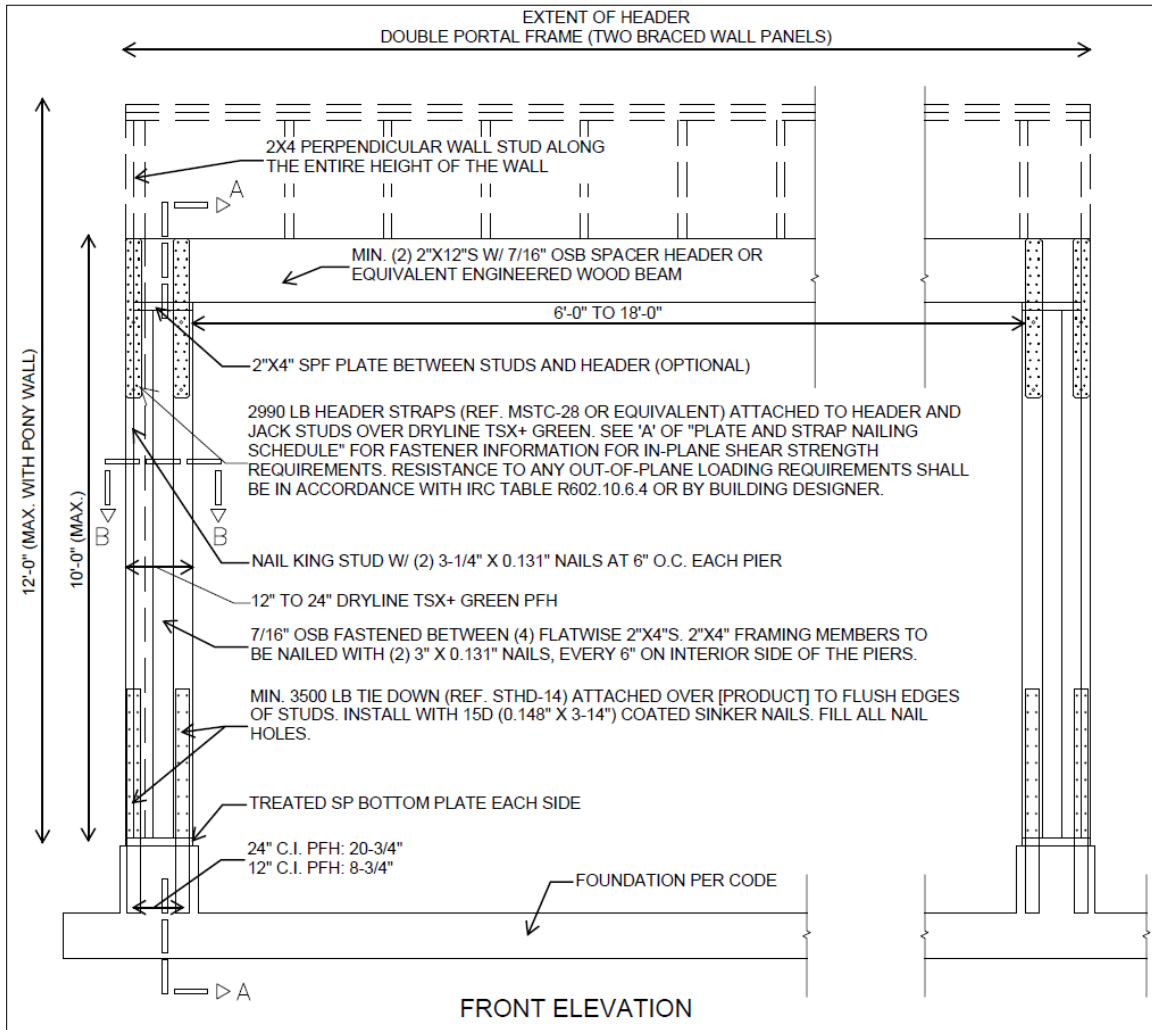 EXTENT OF HEADER
DOUBLE PORTAL FRAME (TWO BRACED WALL PANELS)
2X4 PERPENDICULAR WALL STUD ALONG
THE ENTIRE HEIGHT OF THE WALL
A
MIN. (2) 2"X12"S W/ 7/16" OSB SPACER HEADER OR
EQUIVALENT ENGINEERED WOOD BEAM
6'-0" TO 18'-0"
2"X4" SPF PLATE BETWEEN STUDS AND HEADER (OPTIONAL)
12'-0" (MAX. WITH PONY WALL)
10'-0" (MAX.)
2990 LB HEADER STRAPS (REF. MSTC-28 OR EQUIVALENT) ATTACHED TO HEADER AND
JACK STUDS OVER DRYLINE TSX+ GREEN. SEE 'A' OF "PLATE AND STRAP NAILING
SCHEDULE" FOR FASTENER INFORMATION FOR IN-PLANE SHEAR STRENGTH
REQUIREMENTS. RESISTANCE TO ANY OUT-OF-PLANE LOADING REQUIREMENTS SHALL
BE IN ACCORDANCE WITH IRC TABLE R602.10.6.4 OR BY BUILDING DESIGNER.
B
B
NAIL KING STUD W/ (2) 3-1/4" X 0.131" NAILS AT 6" O.C. EACH PIER
12" TO 24" DRYLINE TSX+ GREEN PFH
7/16" OSB FASTENED BETWEEN (4) FLATWISE 2"X4"S. 2"X4" FRAMING MEMBERS TO
BE NAILED WITH (2) 3" X 0.131" NAILS, EVERY 6" ON INTERIOR SIDE OF THE PIERS.
MIN. 3500 LB TIE DOWN (REF. STHD-14) ATTACHED OVER [PRODUCT] TO FLUSH EDGES
OF STUDS. INSTALL WITH 15D (0.148" X 3-14") COATED SINKER NAILS. FILL ALL NAIL
HOLES.
TREATED SP BOTTOM PLATE EACH SIDE
24" C.I. PFH: 20-3/4"
12" C.I. PFH: 8-3/4"
FOUNDATION PER CODE
A
FRONT ELEVATION